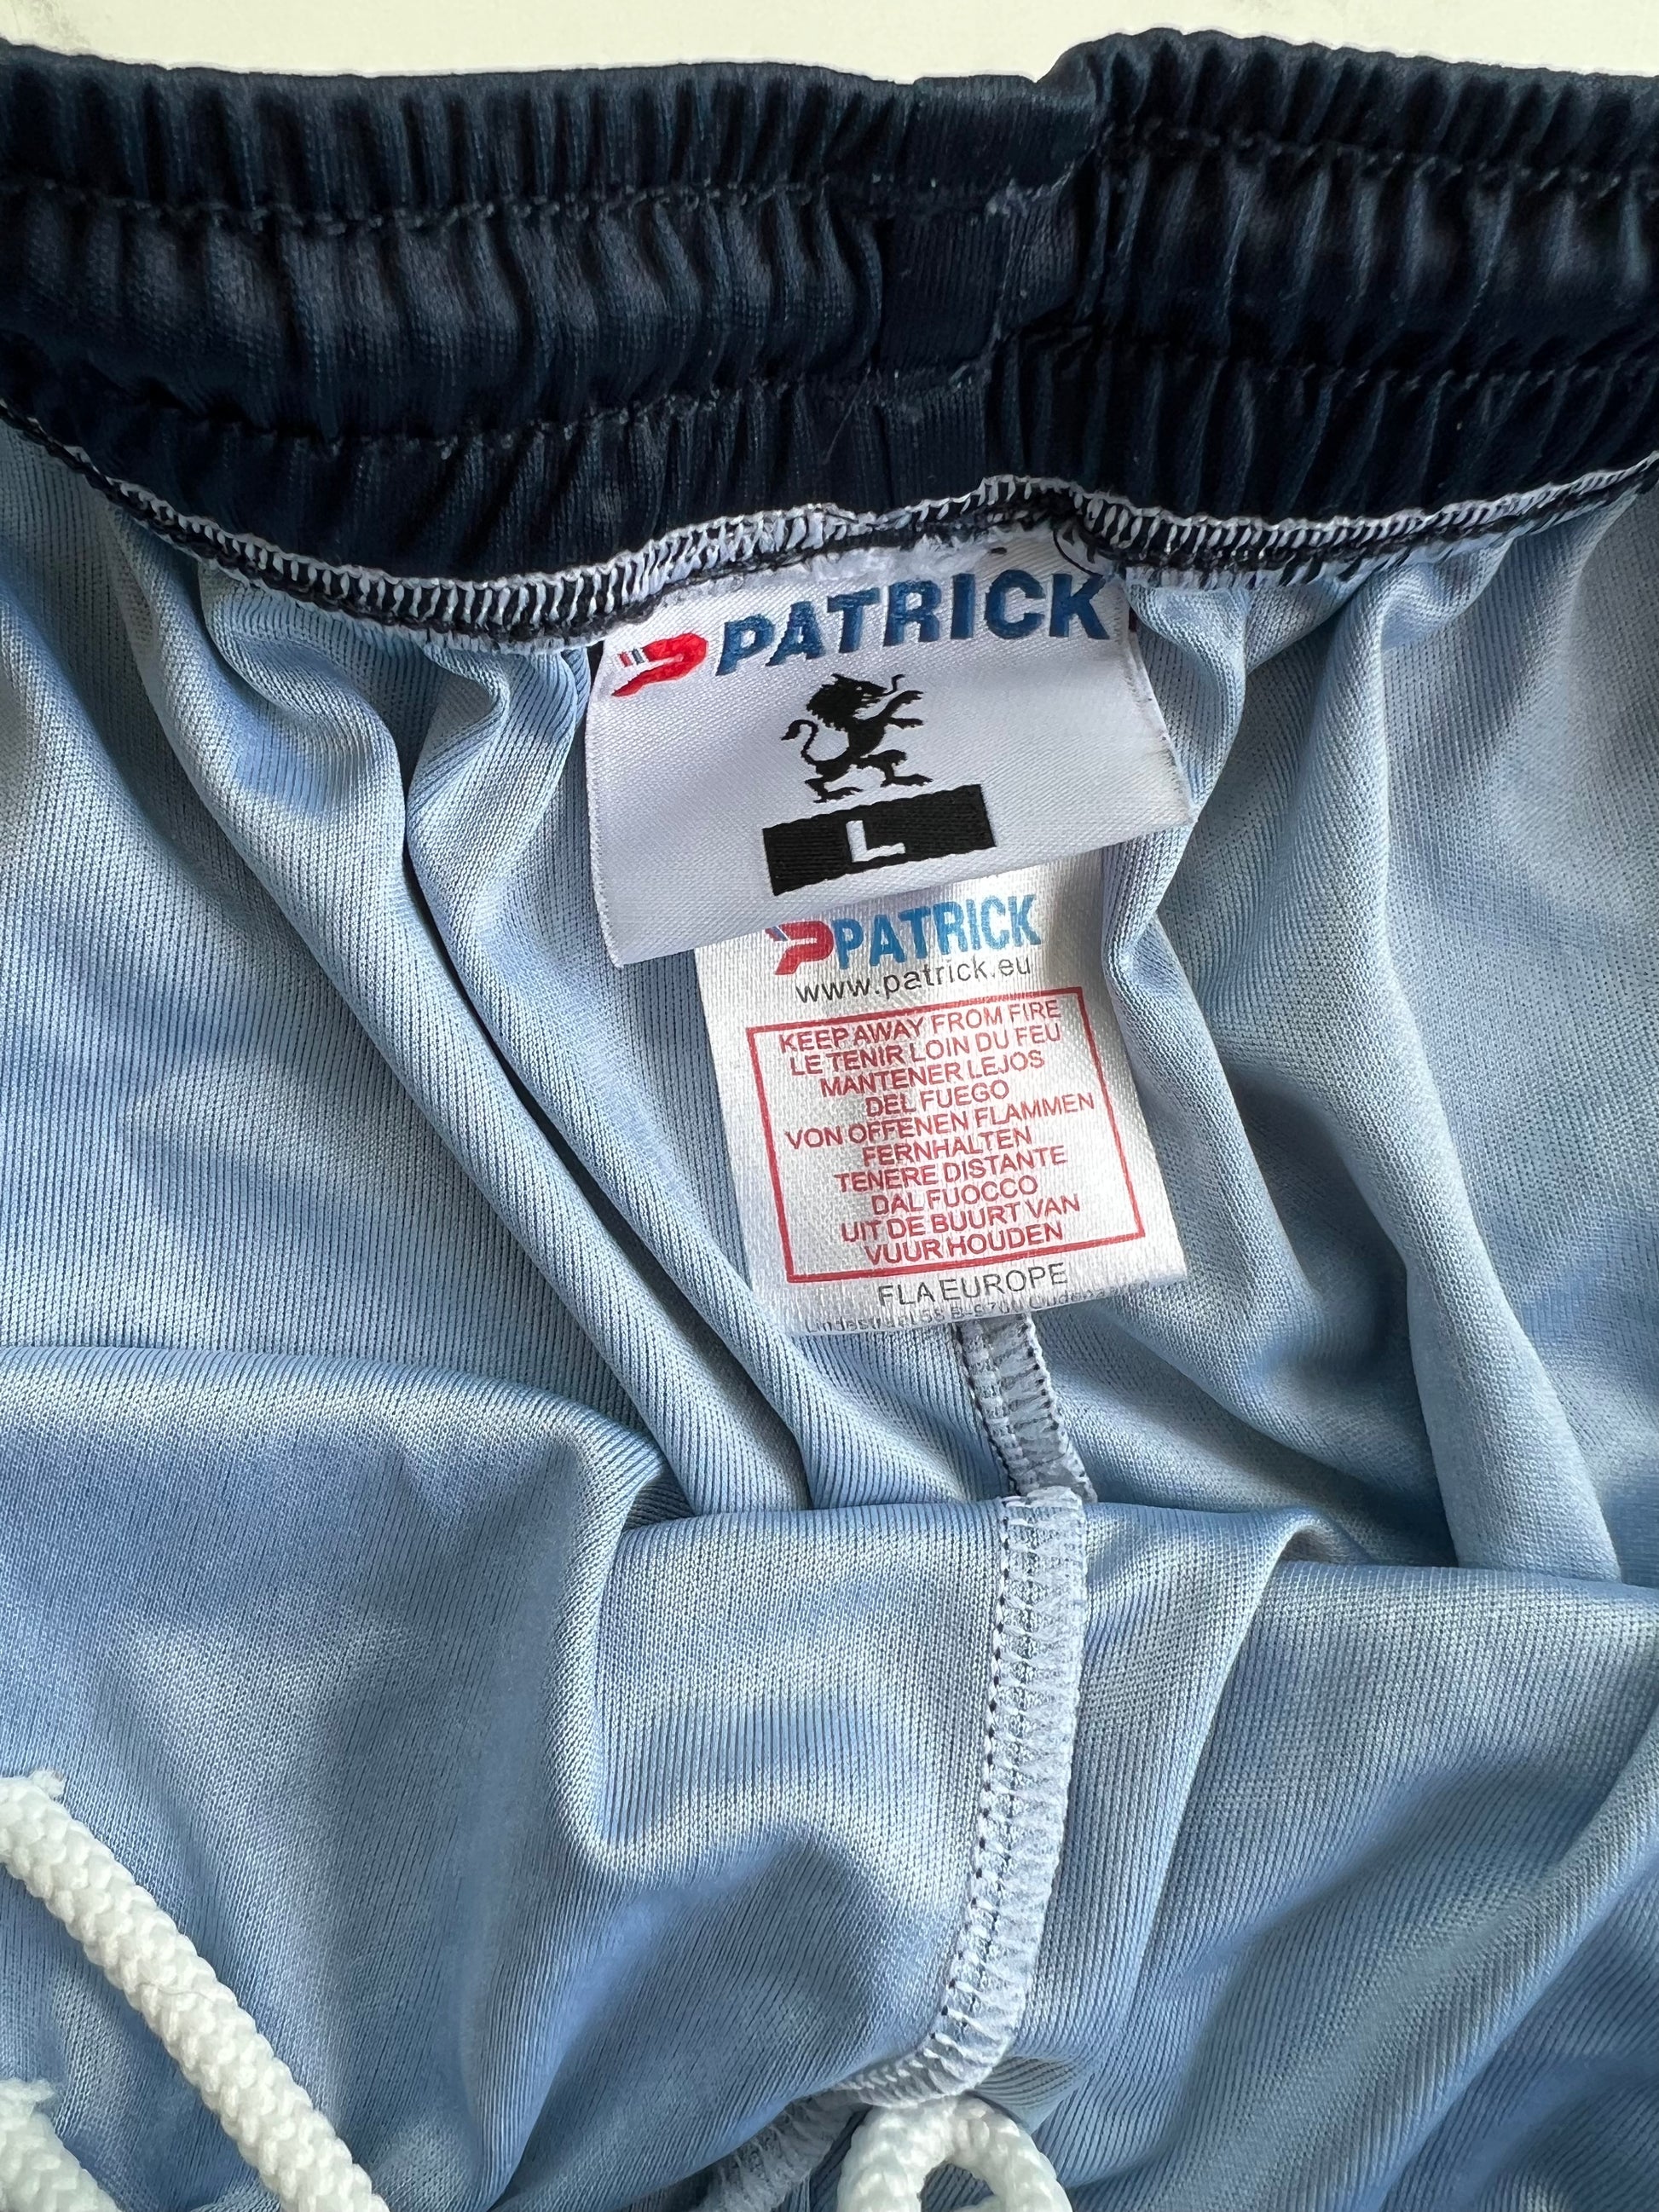 PATRICK
L
PATRICK
www.patrick.eu
KEEP AWAY FROM FIRE
LE TENIR LOIN DU FEU
MANTENER LEJOS
DEL FUEGO
VON OFFENEN FLAMMEN
FERNHALTEN
TENERE DISTANTE
DAL FUOCCO
UIT DE BUURT VAN
VUUR HOUDEN
FLA EUROPE